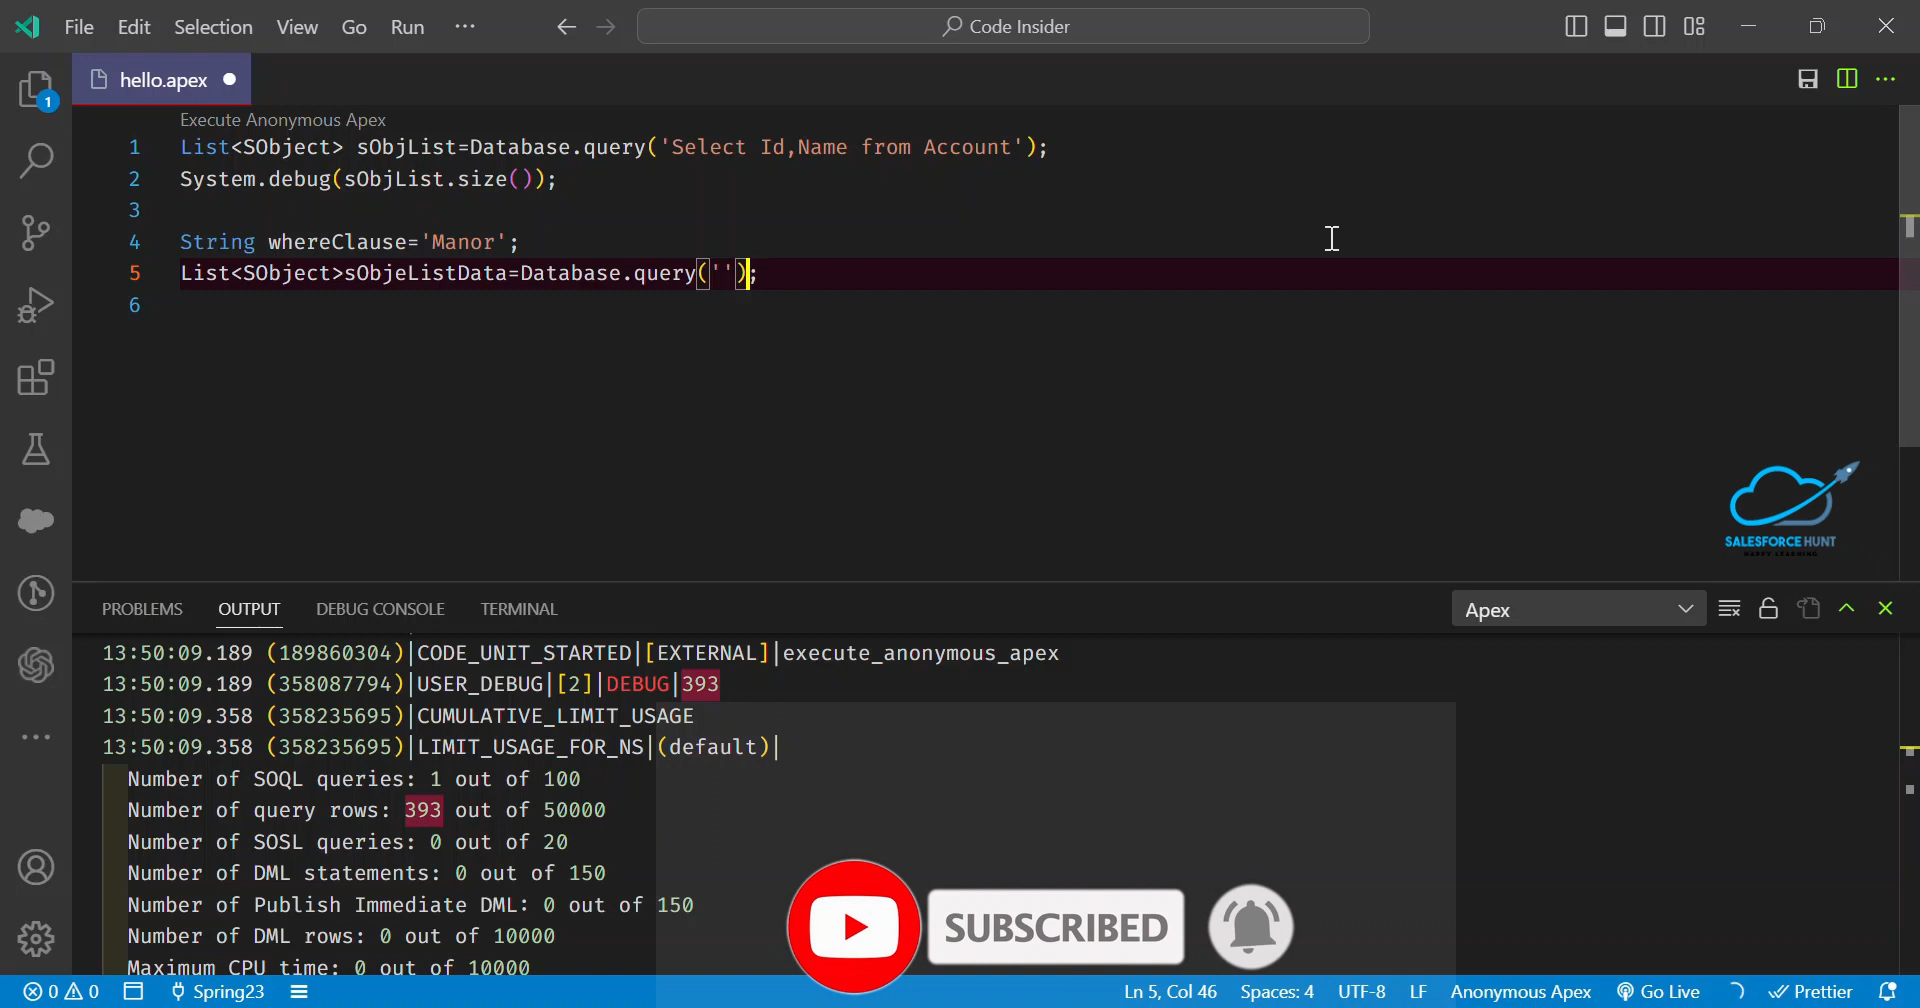 File Edit Selection View Go Run ··· Code Insider
hello.apex
1
Execute Anonymous Apex
1 List<SObject> sObjList=Database.query('Select Id,Name from Account');
2 System.debug(sObjList.size());
3
4 String whereClause='Manor';
5 List<SObject>sObjeListData=Database.query('');
6
SALESFORCE HUNT
PROBLEMS OUTPUT DEBUG CONSOLE TERMINAL Apex
13:50:09.189 (189860304)|CODE_UNIT_STARTED|[EXTERNAL]|execute_anonymous_apex
13:50:09.189 (358087794)|USER_DEBUG|[2]|DEBUG|393
13:50:09.358 (358235695)|CUMULATIVE_LIMIT_USAGE
13:50:09.358 (358235695)|LIMIT_USAGE_FOR_NS|(default)|
Number of SOQL queries: 1 out of 100
Number of query rows: 393 out of 50000
Number of SOSL queries: 0 out of 20
Number of DML statements: 0 out of 150
Number of Publish Immediate DML: 0 out of 150
Number of DML rows: 0 out of 10000
Maximum CPU time: 0 out of 10000
SUBSCRIBED
0 0 Spring23 Ln 5, Col 46 Spaces: 4 UTF-8 LF Anonymous Apex Go Live Prettier